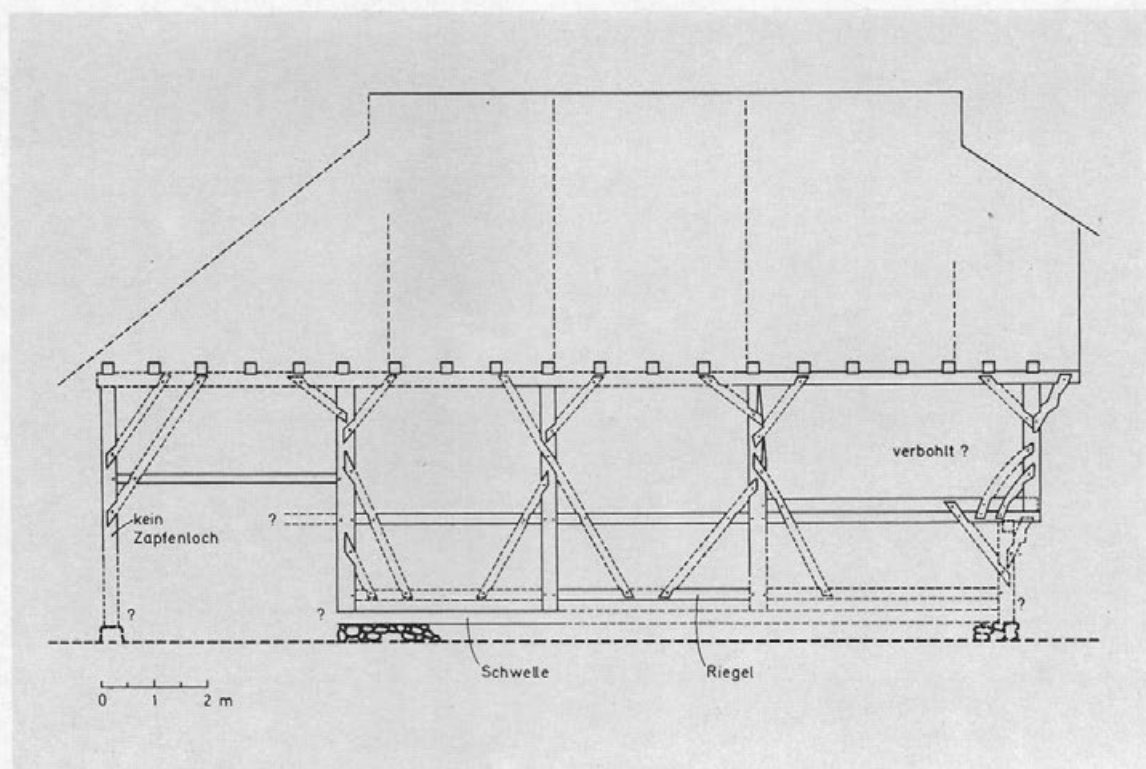 verbohlt ?
kein
Zapfenloch
?
?
?
?
Schwelle
Riegel
0 1 2 m